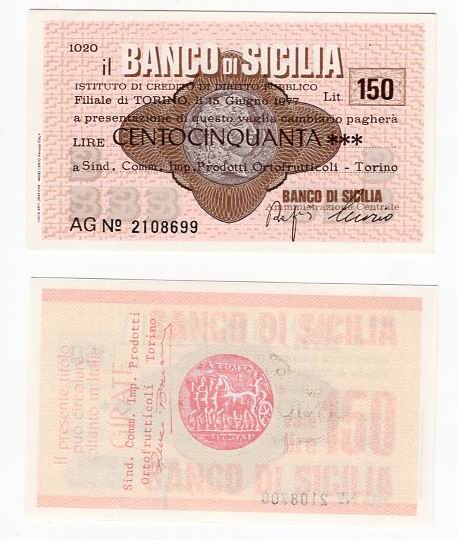 1020
il BANCO DI SICILIA
ISTITUTO DI CREDITO DI DIRITTO PUBBLICO
Filiale di TORINO, li 15 Giugno 1977
Lit. 150
a presentazione di questo vaglia cambiario pagherà
LIRE CENTOCINQUANTA ***
a Sind. Comm. Imp. Prodotti Ortofrutticoli - Torino
BANCO DI SICILIA
Amministrazione Centrale
AG Nº 2108699
Il presente titolo
può circolare
soltanto in Italia
GIRATE
Sind. Comm. Imp. Prodotti
Ortofrutticoli Torino
BANCO DI SICILIA
150
BANCO DI SICILIA